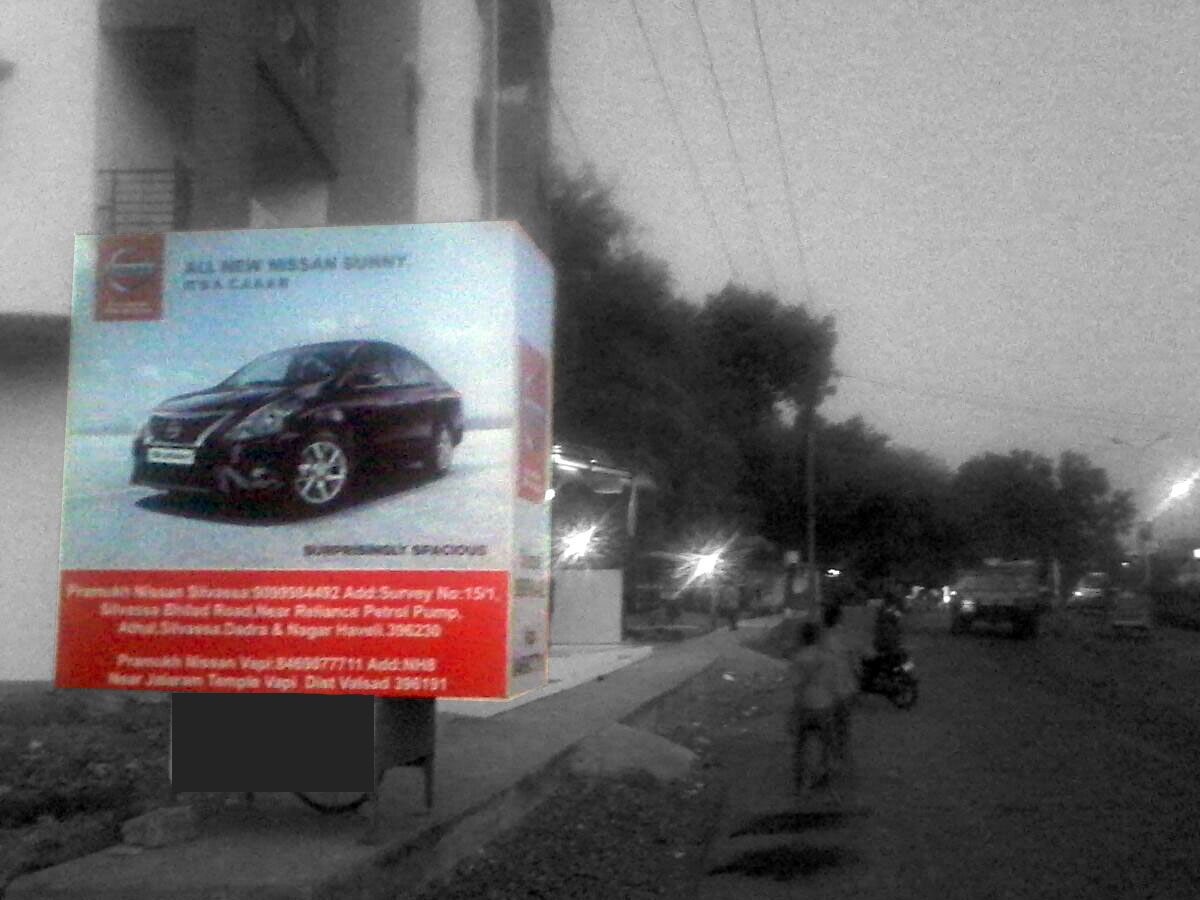 ALL NEW NISSAN SUNNY.
IT'S A. C.A.A.A.R
SURPRISINGLY SPACIOUS
Pramukh Nissan Silvassa:9099984492 Add:Survey No:15/1,
Silvassa Bhilad Road,Near Reliance Petrol Pump,
Athal,Silvassa,Dadra & Nagar Haveli.396230
Pramukh Nissan Vapi:8469077711 Add:NH8
Near Jalaram Temple Vapi Dist Valsad 396191